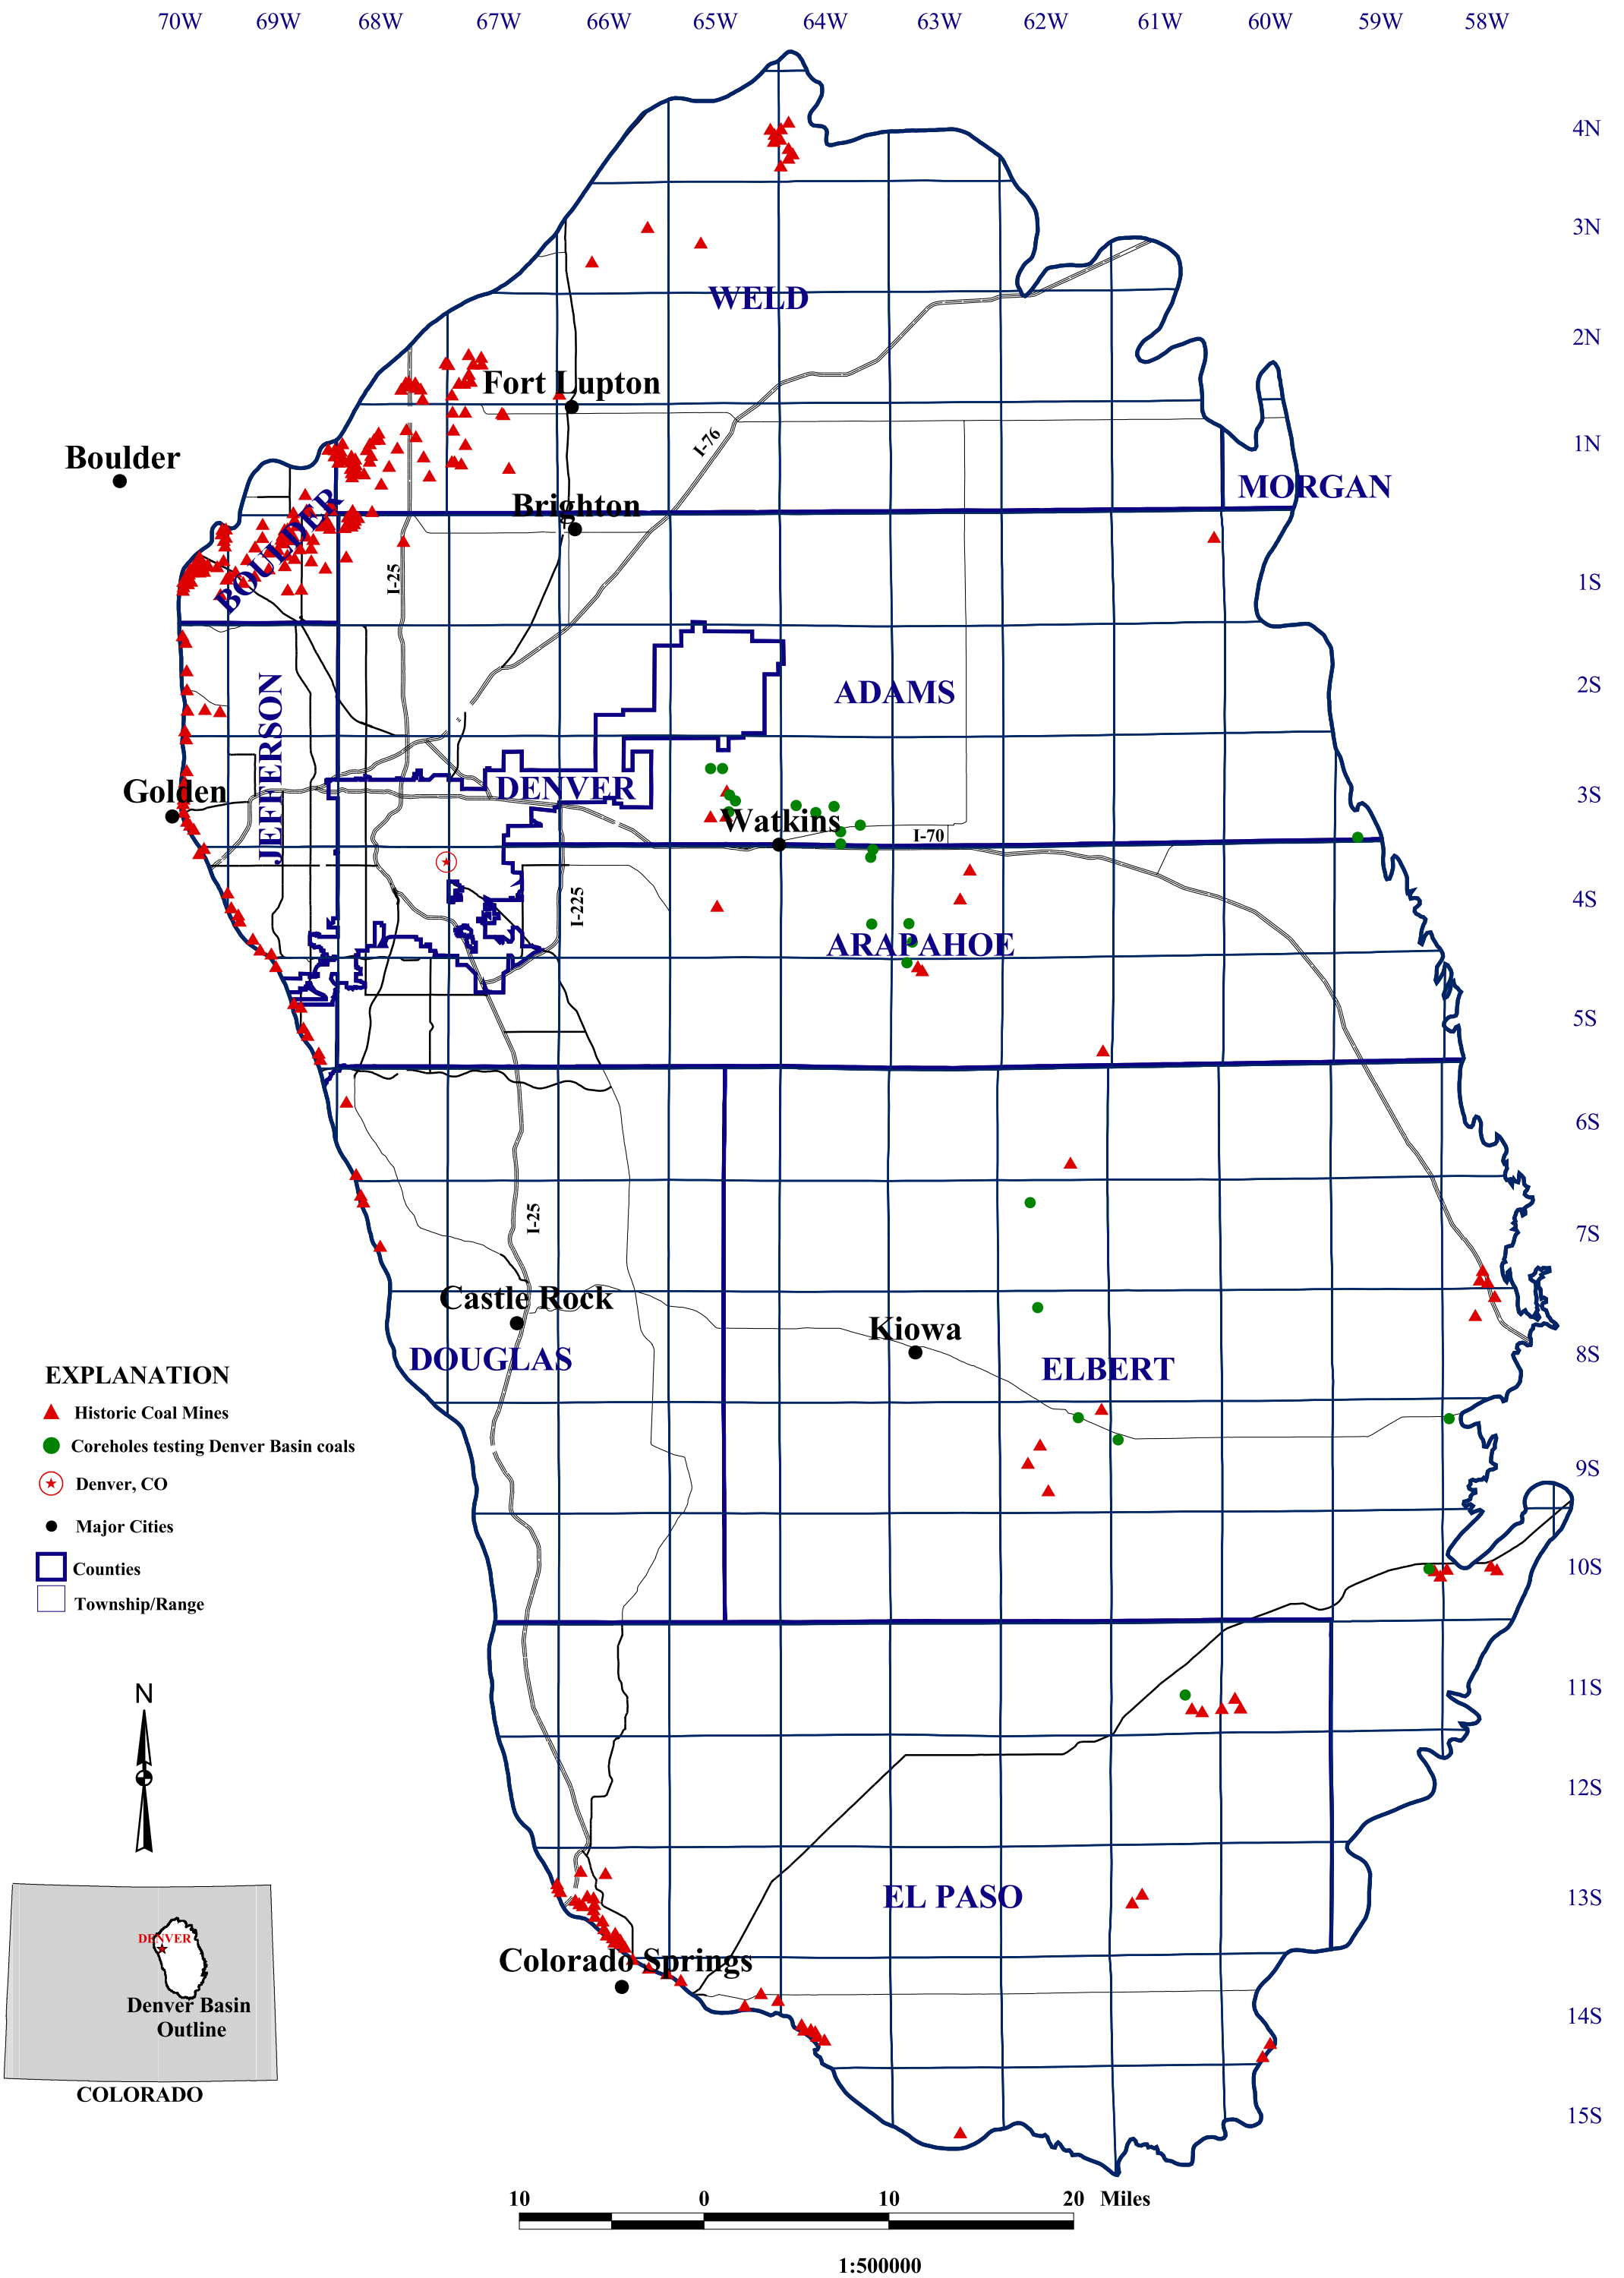 70W 69W 68W 67W 66W 65W 64W 63W 62W 61W 60W 59W 58W
4N
3N
WELD
2N
Fort Lupton
I-76
1N
Boulder
MORGAN
BOULDER
Brighton
I-25
1S
JEFFERSON
ADAMS
2S
DENVER
Golden
3S
Watkins
I-70
4S
I-225
ARAPAHOE
5S
6S
I-25
7S
Castle Rock
Kiowa
8S
DOUGLAS
ELBERT
EXPLANATION
Historic Coal Mines
Coreholes testing Denver Basin coals
Denver, CO
Major Cities
Counties
Township/Range
9S
10S
11S
N
12S
EL PASO
13S
Colorado Springs
14S
DENVER
Denver Basin
Outline
COLORADO
15S
10 0 10 20 Miles
1:500000